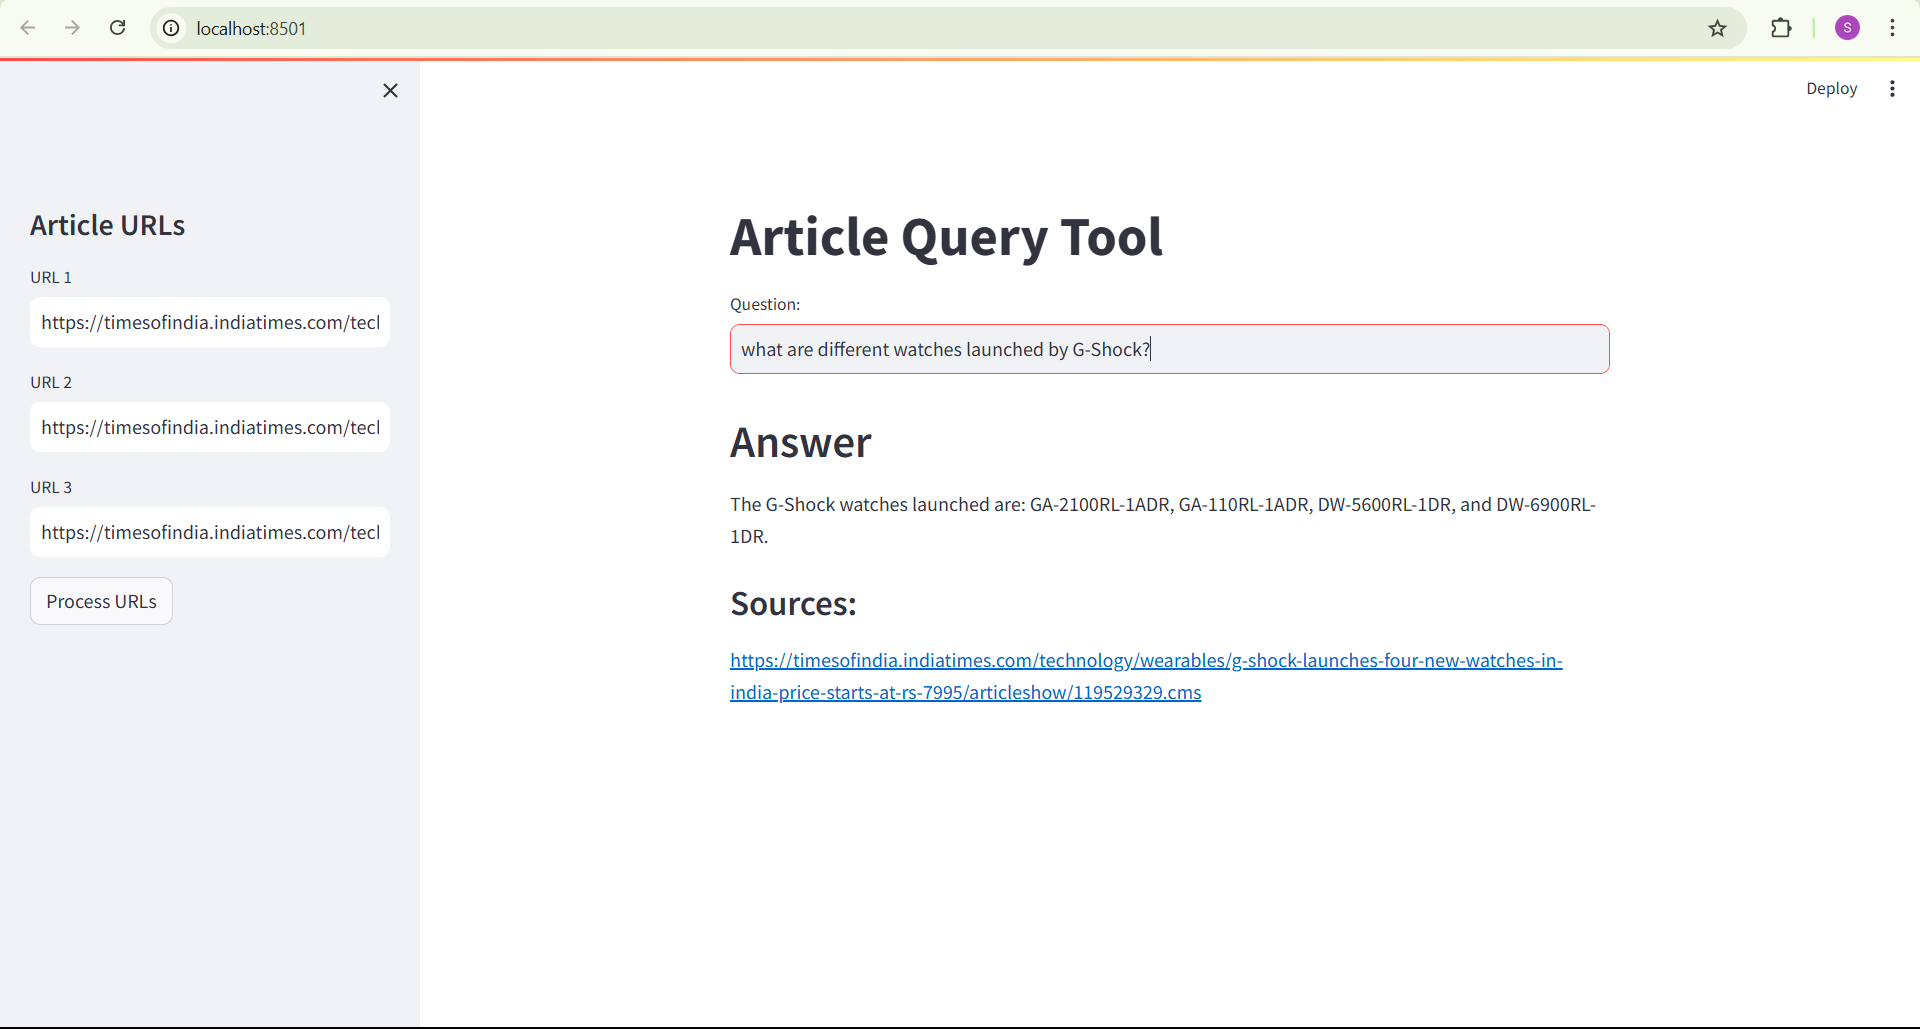 localhost:8501
S
Deploy
Article URLs
URL 1
https://timesofindia.indiatimes.com/tecl
URL 2
https://timesofindia.indiatimes.com/tecl
URL 3
https://timesofindia.indiatimes.com/tecl
Process URLs
Article Query Tool
Question:
what are different watches launched by G-Shock?
Answer
The G-Shock watches launched are: GA-2100RL-1ADR, GA-110RL-1ADR, DW-5600RL-1DR, and DW-6900RL-
1DR.
Sources:
https://timesofindia.indiatimes.com/technology/wearables/g-shock-launches-four-new-watches-in-
india-price-starts-at-rs-7995/articleshow/119529329.cms